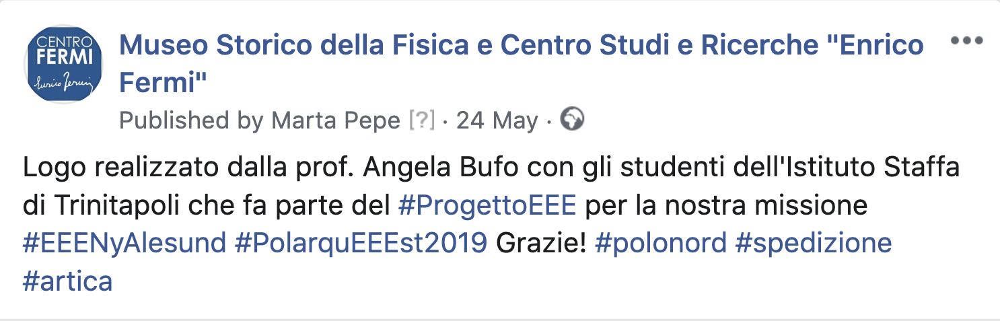 CENTRO
FERMI
Enrico Fermi
Museo Storico della Fisica e Centro Studi e Ricerche "Enrico
Fermi"
Published by Marta Pepe [?] · 24 May ·
Logo realizzato dalla prof. Angela Bufo con gli studenti dell'Istituto Staffa
di Trinitapoli che fa parte del #ProgettoEEE per la nostra missione
#EEENyAlesund #PolarquEEEst2019 Grazie! #polonord #spedizione
#artica